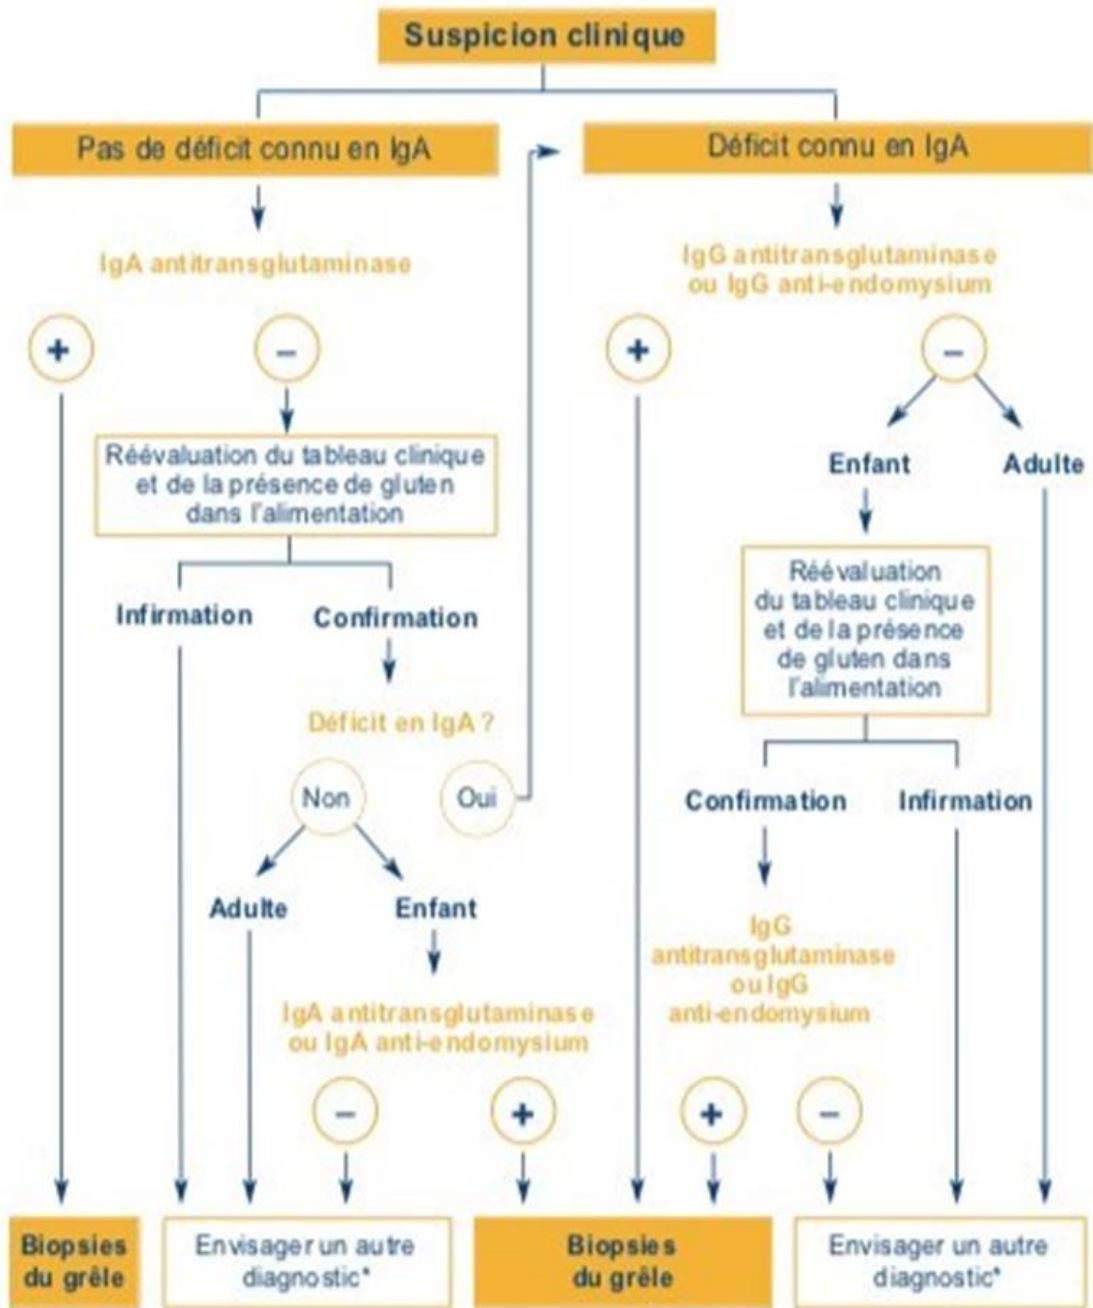 Suspicion clinique
Pas de déficit connu en IgA
Déficit connu en IgA
IgA antitransglutaminase
IgG antitransglutaminase
ou IgG anti-endomysium
+
–
+
–
Réévaluation du tableau clinique
et de la présence de gluten
dans l'alimentation
Enfant
Adulte
Infirmation
Confirmation
Réévaluation
du tableau clinique
et de la présence
de gluten dans
l'alimentation
Déficit en IgA ?
Non
Oui
Confirmation
Infirmation
Adulte
Enfant
IgG
antitransglutaminase
ou IgG
anti-endomysium
IgA antitransglutaminase
ou IgA anti-endomysium
–
+
+
–
Biopsies
du grêle
Envisager un autre
diagnostic*
Biopsies
du grêle
Envisager un autre
diagnostic*